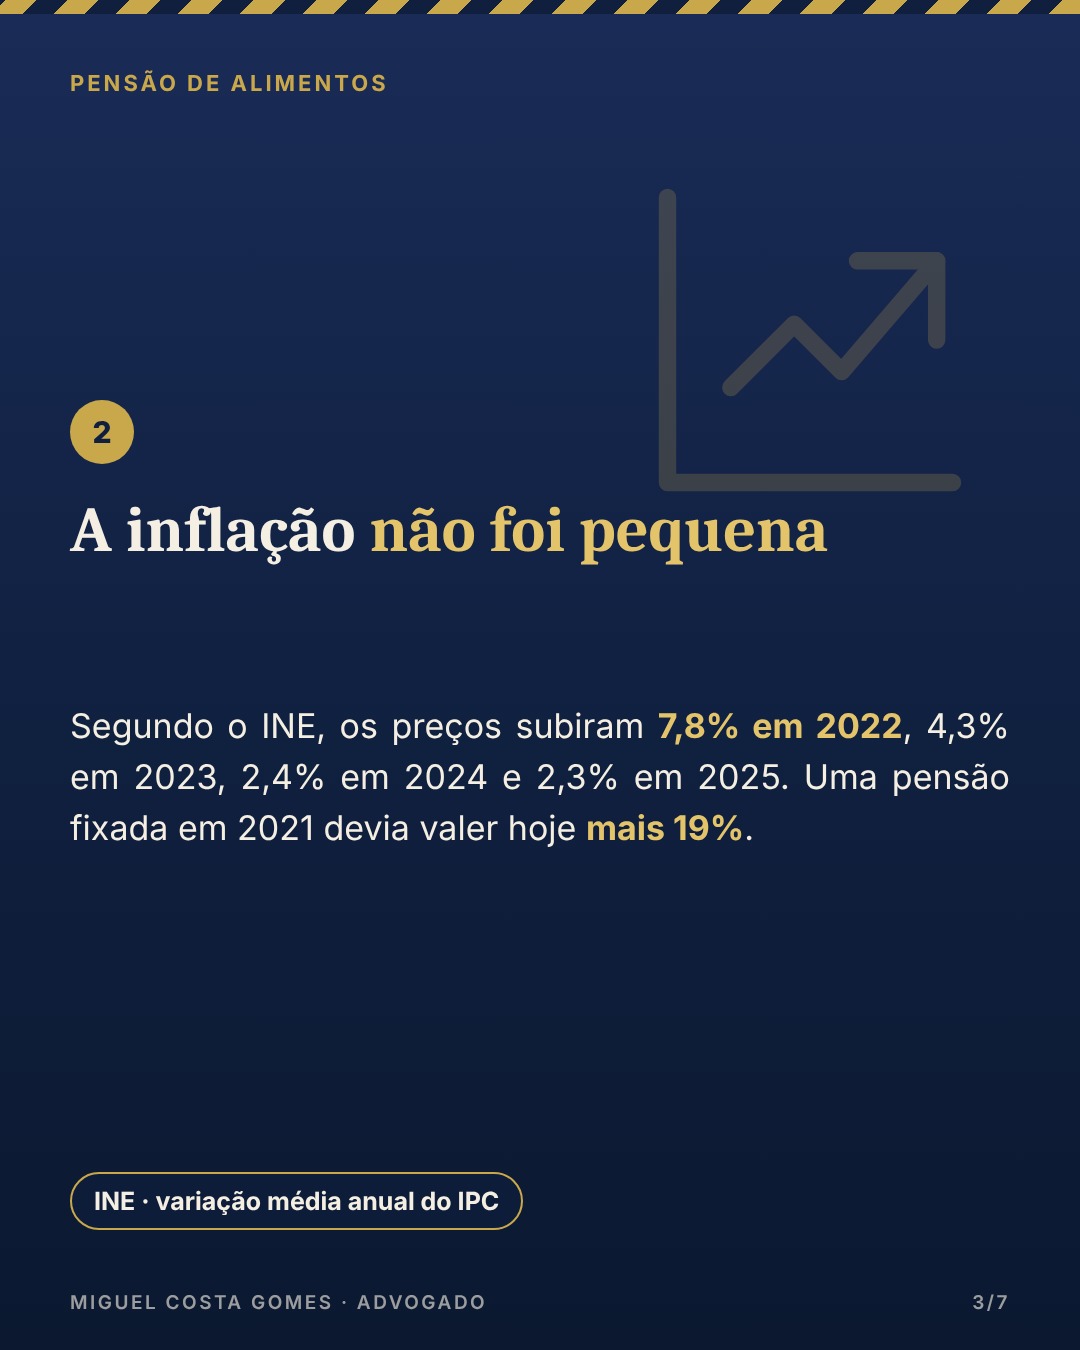 PENSÃO DE ALIMENTOS
2
A inflação não foi pequena
Segundo o INE, os preços subiram 7,8% em 2022, 4,3%
em 2023, 2,4% em 2024 e 2,3% em 2025. Uma pensão
fixada em 2021 devia valer hoje mais 19%.
INE · variação média anual do IPC
MIGUEL COSTA GOMES · ADVOGADO
3/7